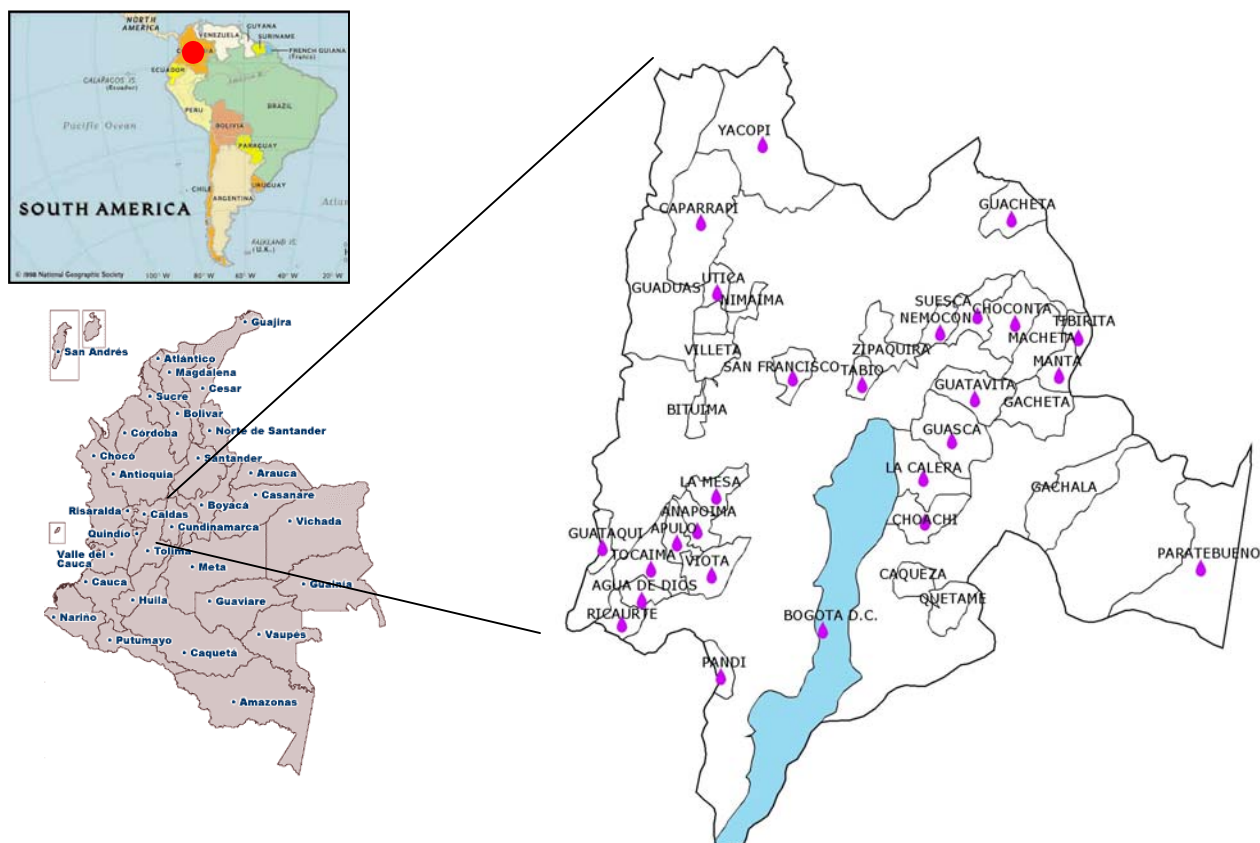 NORTH
AMERICA
VENEZUELA
GUYANA
SURINAME
FRENCH GUIANA
(France)
ECUADOR
GALAPAGOS IS.
(Ecuador)
PERU
BRAZIL
BOLIVIA
Pacific Ocean
PARAGUAY
CHILE
URUGUAY
ARGENTINA
SOUTH AMERICA
FALKLAND IS.
(U.K.)
© 1998 National Geographic Society
100° W
80° W
60° W
40° W
20° W
Guajira
San Andrés
Atlántico
Magdalena
Cesar
Sucre
Bolivar
Norte de Santander
Córdoba
Chocó
Santander
Antioquia
Arauca
Casanare
Boyacá
Risaralda
Caldas
Vichada
Cundinamarca
Quindío
Tolima
Valle del
Cauca
Meta
Cauca
Guainía
Huila
Guaviare
Nariño
Vaupés
Putumayo
Caquetá
Amazonas
YACOPI
CAPARRAPI
GUACHETA
UTICA
GUADUAS
NIMAIMA
SUESCA
CHOCONTA
NEMOCON
TIBIRITA
MACHETA
VILLETA
ZIPAQUIRA
SAN FRANCISCO
TABIO
MANTA
GUATAVITA
GACHETA
BITUIMA
GUASCA
LA CALERA
LA MESA
GACHALA
ANAPOIMA
CHOACHI
GUATAQUI
APULO
TOCAIMA
VIOTA
PARATEBUENO
AGUA DE DIOS
CAQUEZA
QUETAME
RICAURTE
BOGOTA D.C.
PANDI